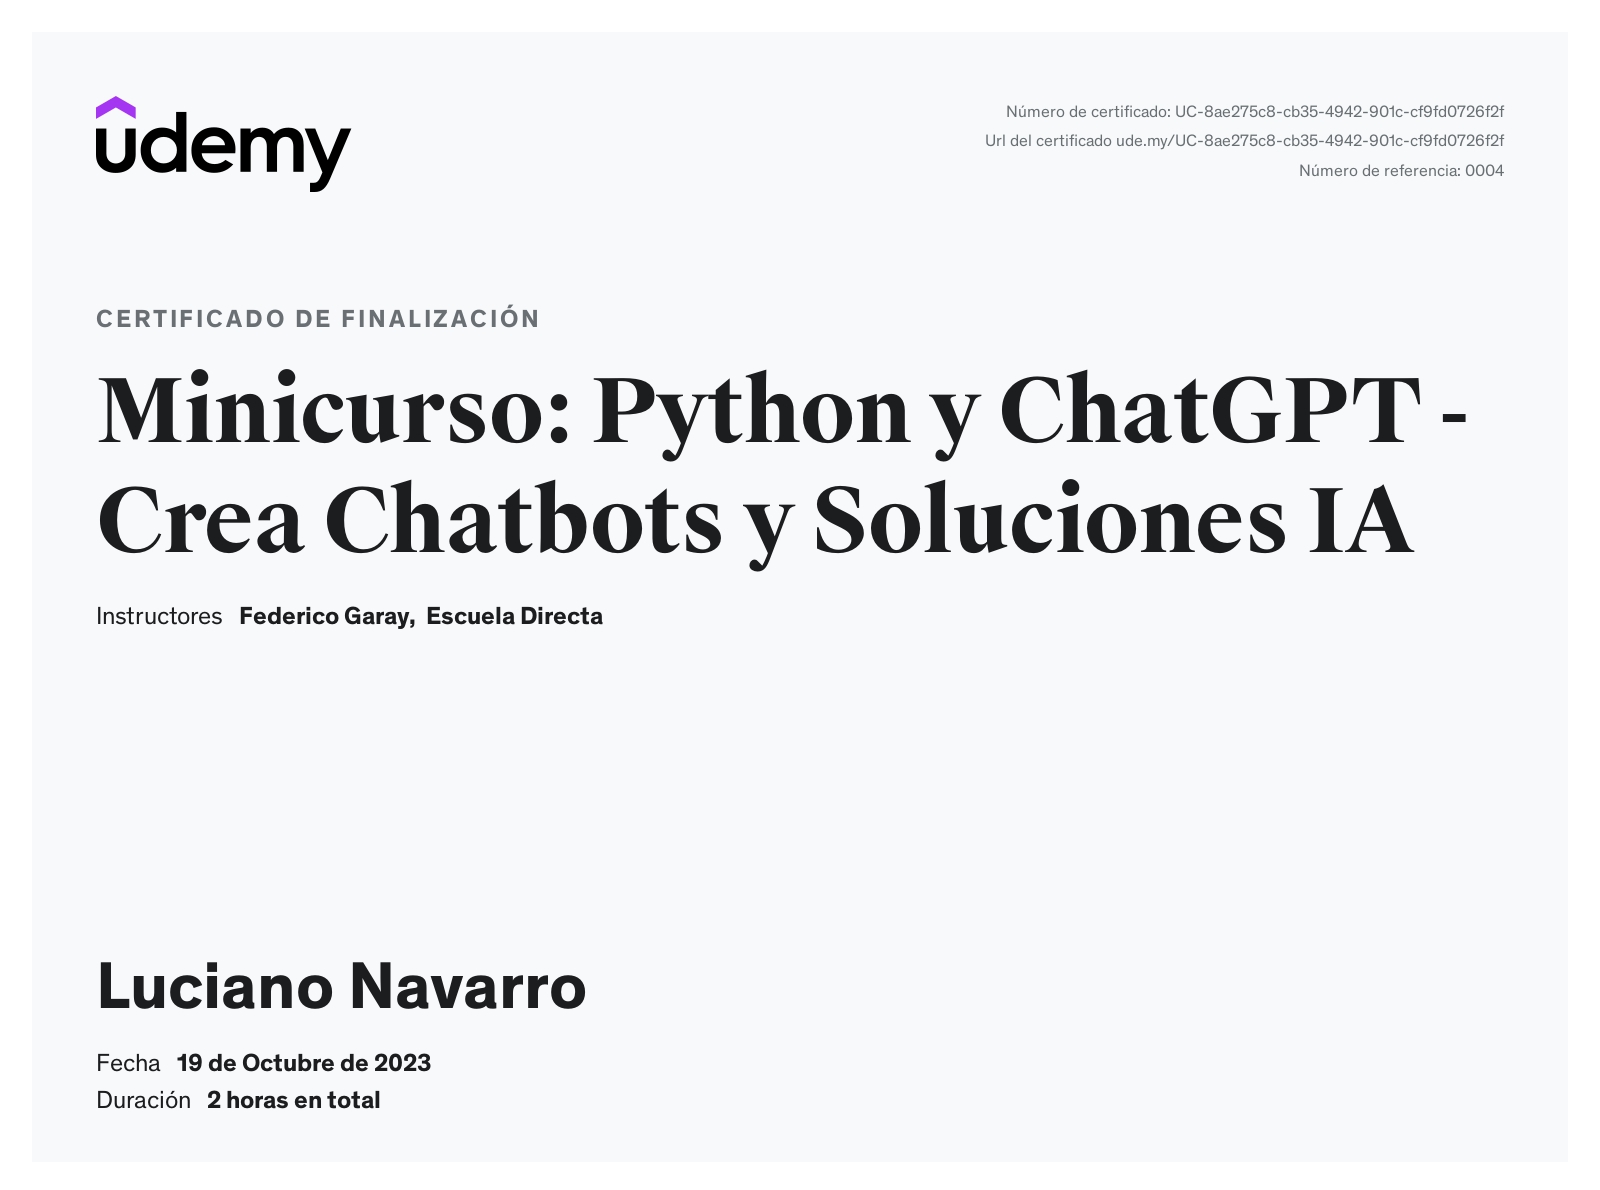 udemy
Número de certificado: UC-8ae275c8-cb35-4942-901c-cf9fd0726f2f
Url del certificado ude.my/UC-8ae275c8-cb35-4942-901c-cf9fd0726f2f
Número de referencia: 0004
CERTIFICADO DE FINALIZACIÓN
Minicurso: Python y ChatGPT -
Crea Chatbots y Soluciones IA
Instructores Federico Garay, Escuela Directa
Luciano Navarro
Fecha 19 de Octubre de 2023
Duración 2 horas en total